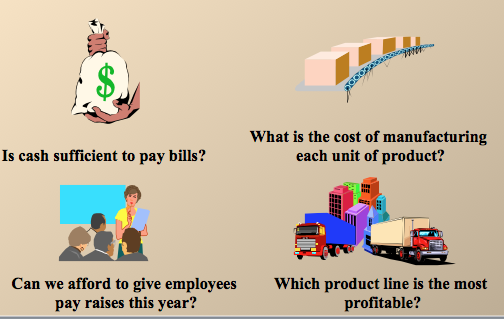 $
Is cash sufficient to pay bills?
What is the cost of manufacturing
each unit of product?
Can we afford to give employees
pay raises this year?
Which product line is the most
profitable?